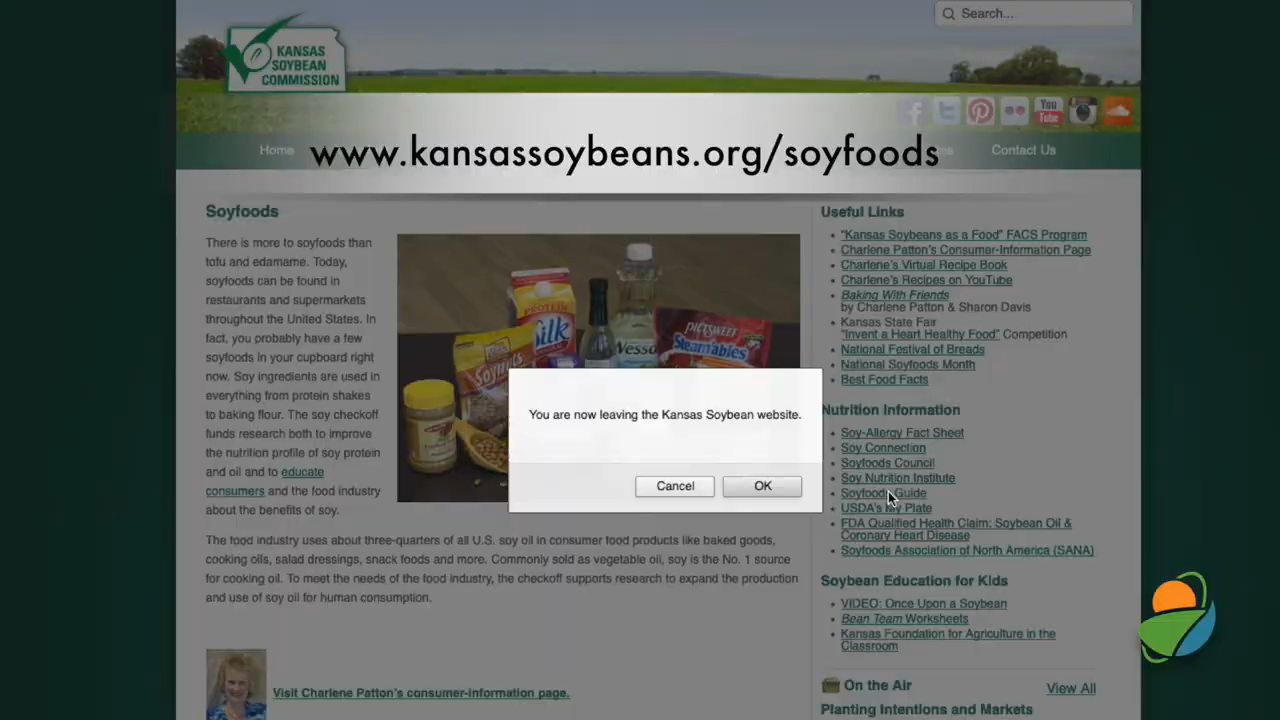 KANSAS
SOYBEAN
COMMISSION
Search...
You
Tube
Home
www.kansassoybeans.org/soyfoods
Contact Us
Soyfoods
There is more to soyfoods than
tofu and edamame. Today,
soyfoods can be found in
restaurants and supermarkets
throughout the United States. In
fact, you probably have a few
soyfoods in your cupboard right
now. Soy ingredients are used in
everything from protein shakes
to baking flour. The soy checkoff
funds research both to improve
the nutrition profile of soy protein
and oil and to educate
consumers and the food industry
about the benefits of soy.
PROTEIN
Silk
Soynuts
Wesso
PICTSWEET
Steam'ables
You are now leaving the Kansas Soybean website.
Cancel
OK
The food industry uses about three-quarters of all U.S. soy oil in consumer food products like baked goods,
cooking oils, salad dressings, snack foods and more. Commonly sold as vegetable oil, soy is the No. 1 source
for cooking oil. To meet the needs of the food industry, the checkoff supports research to expand the production
and use of soy oil for human consumption.
Visit Charlene Patton's consumer-information page.
Useful Links
"Kansas Soybeans as a Food" FACS Program
Charlene Patton's Consumer-Information Page
Charlene's Virtual Recipe Book
Charlene's Recipes on YouTube
Baking With Friends
by Charlene Patton & Sharon Davis
Kansas State Fair
"Invent a Heart Healthy Food" Competition
National Festival of Breads
National Soyfoods Month
Best Food Facts
Nutrition Information
Soy-Allergy Fact Sheet
Soy Connection
Soyfoods Council
Soy Nutrition Institute
Soyfoods Guide
USDA's My Plate
FDA Qualified Health Claim: Soybean Oil &
Coronary Heart Disease
Soyfoods Association of North America (SANA)
Soybean Education for Kids
VIDEO: Once Upon a Soybean
Bean Team Worksheets
Kansas Foundation for Agriculture in the
Classroom
On the Air
View All
Planting Intentions and Markets